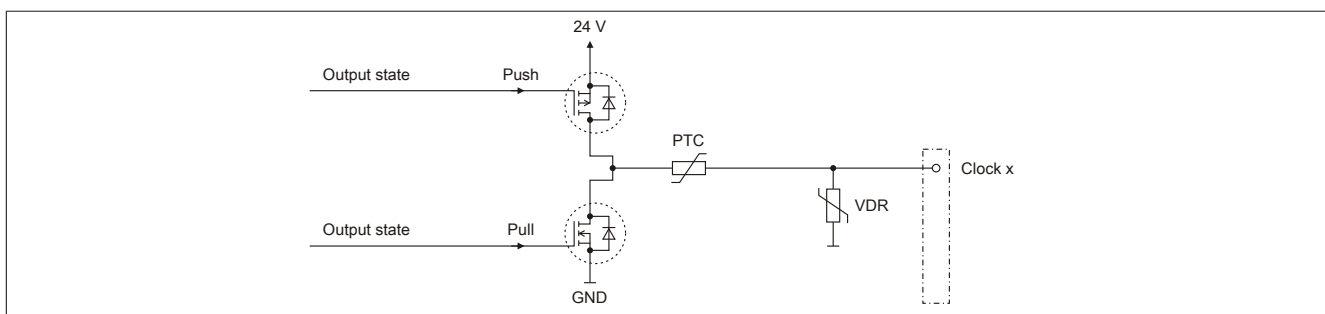 24 V
Output state Push
PTC
Clock x
VDR
Output state Pull
GND